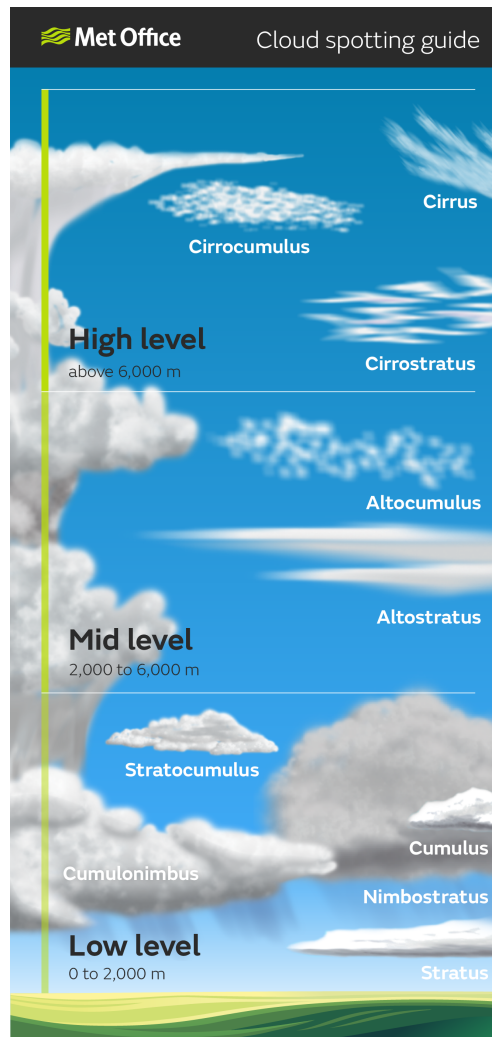 Met Office
Cloud spotting guide
Cirrus
Cirrocumulus
High level
above 6,000 m
Cirrostratus
Altocumulus
Altostratus
Mid level
2,000 to 6,000 m
Stratocumulus
Cumulus
Cumulonimbus
Nimbostratus
Low level
0 to 2,000 m
Stratus